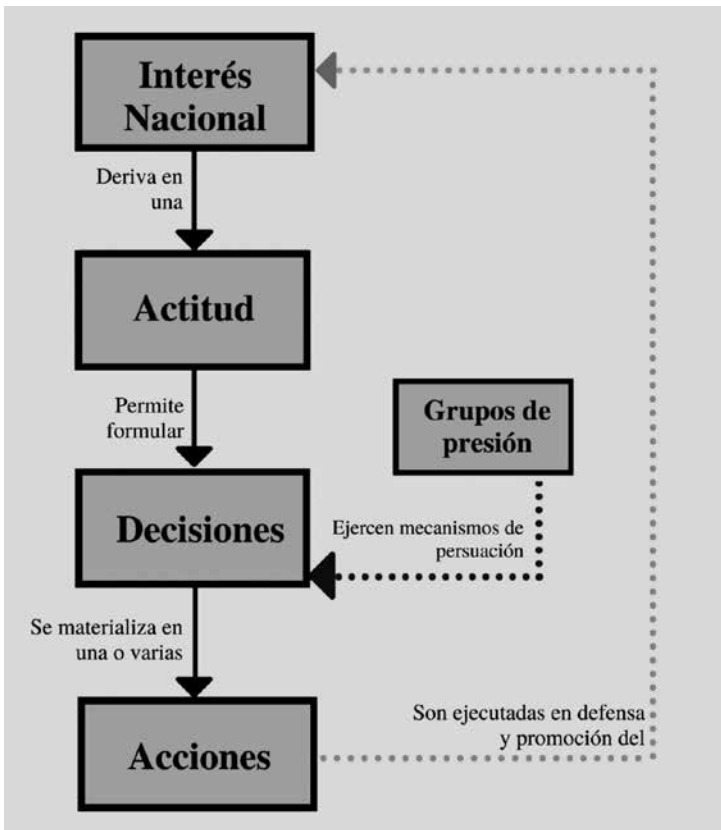 Interés
Nacional
Deriva en
una
Actitud
Permite
formular
Grupos de
presión
Decisiones
Ejercen mecanismos de
persuación
Se materializa en
una o varias
Son ejecutadas en defensa
y promoción del
Acciones